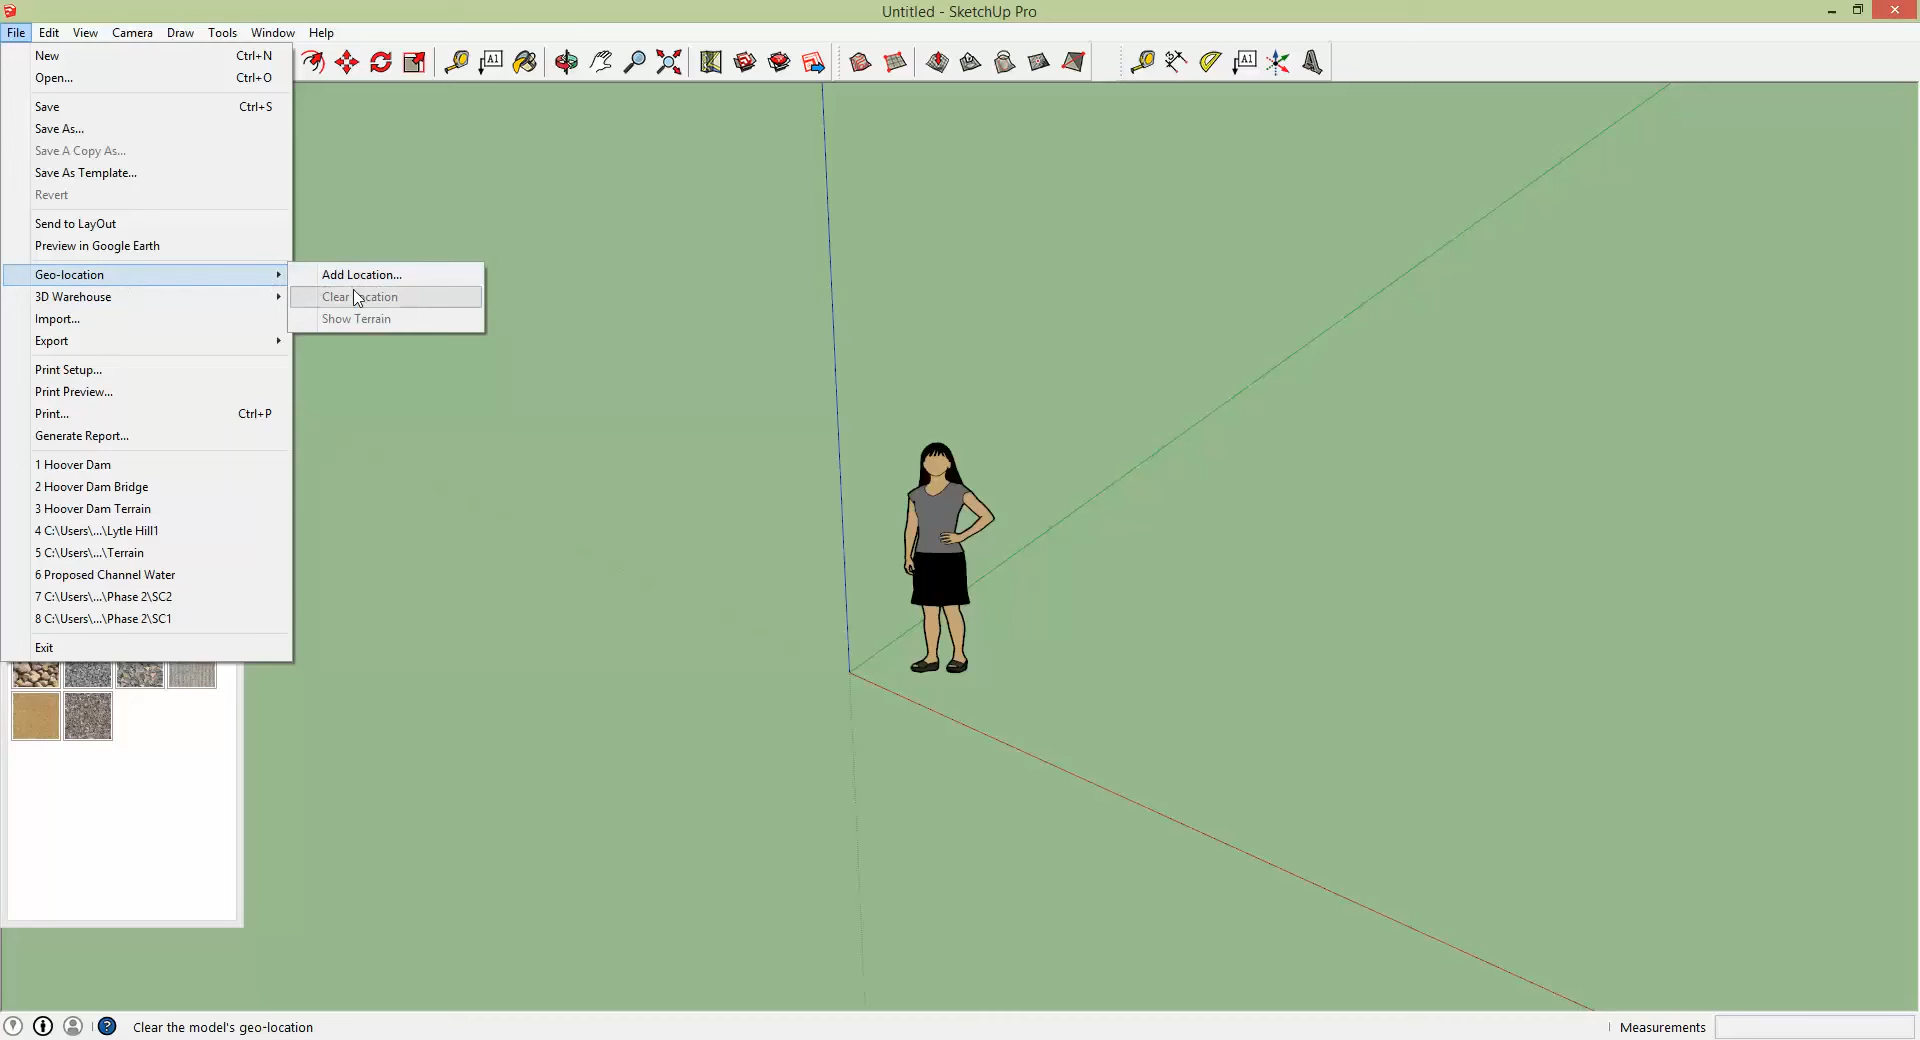 Untitled - SketchUp Pro
File Edit View Camera Draw Tools Window Help
New Ctrl+N
Open... Ctrl+O
Save Ctrl+S
Save As...
Save A Copy As...
Save As Template...
Revert
Send to LayOut
Preview in Google Earth
Geo-location
Add Location...
3D Warehouse
Clear Location
Import...
Show Terrain
Export
Print Setup...
Print Preview...
Print... Ctrl+P
Generate Report...
1 Hoover Dam
2 Hoover Dam Bridge
3 Hoover Dam Terrain
4 C:\Users\...\Lytle Hill1
5 C:\Users\...\Terrain
6 Proposed Channel Water
7 C:\Users\...\Phase 2\SC2
8 C:\Users\...\Phase 2\SC1
Exit
Clear the model's geo-location
Measurements